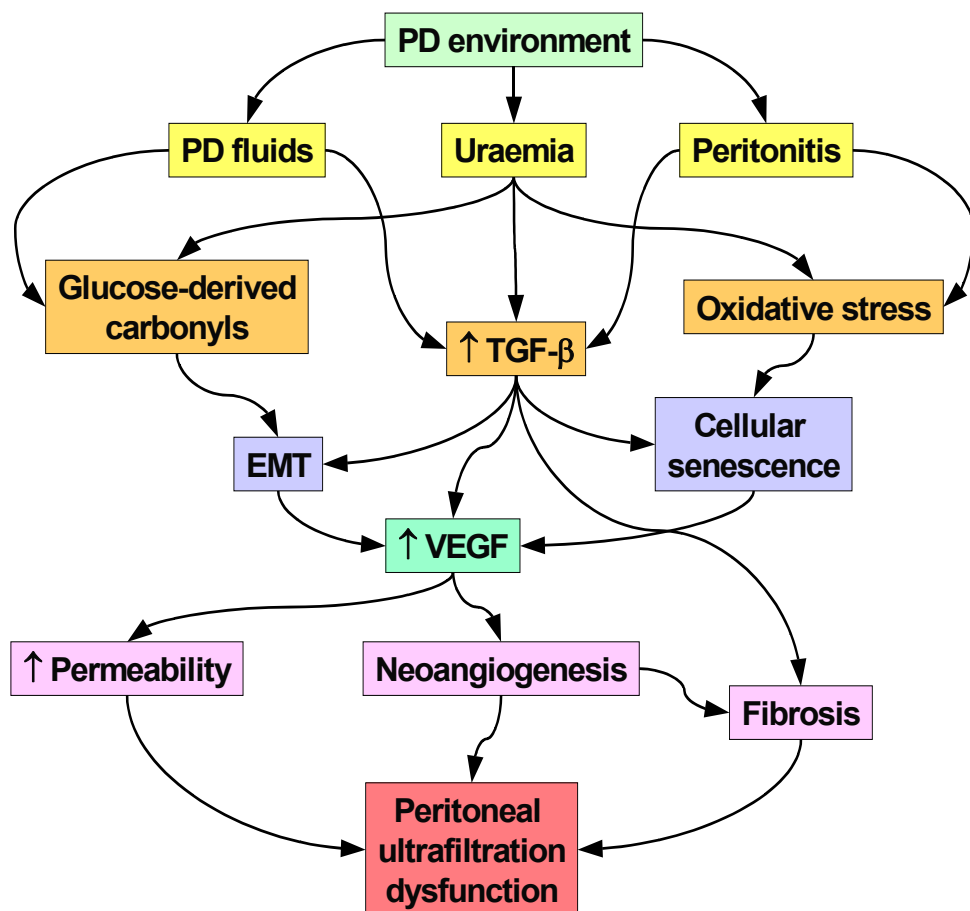 PD environment
PD fluids
Uraemia
Peritonitis
Glucose-derived
carbonyls
Oxidative stress
↑ TGF-β
Cellular
senescence
EMT
↑ VEGF
↑ Permeability
Neoangiogenesis
Fibrosis
Peritoneal
ultrafiltration
dysfunction